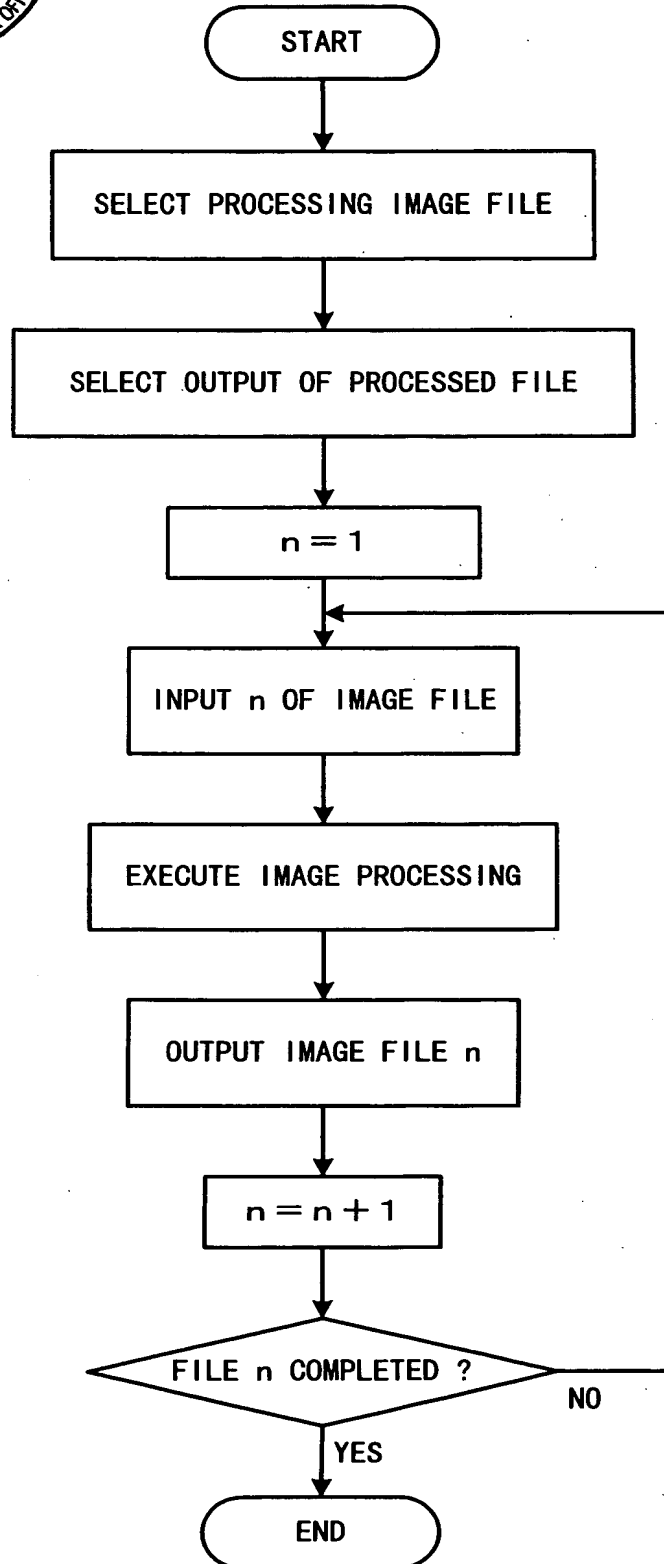 START
SELECT PROCESSING IMAGE FILE
SELECT OUTPUT OF PROCESSED FILE
n = 1
INPUT n OF IMAGE FILE
EXECUTE IMAGE PROCESSING
OUTPUT IMAGE FILE n
n = n + 1
FILE n COMPLETED ?
NO
YES
END